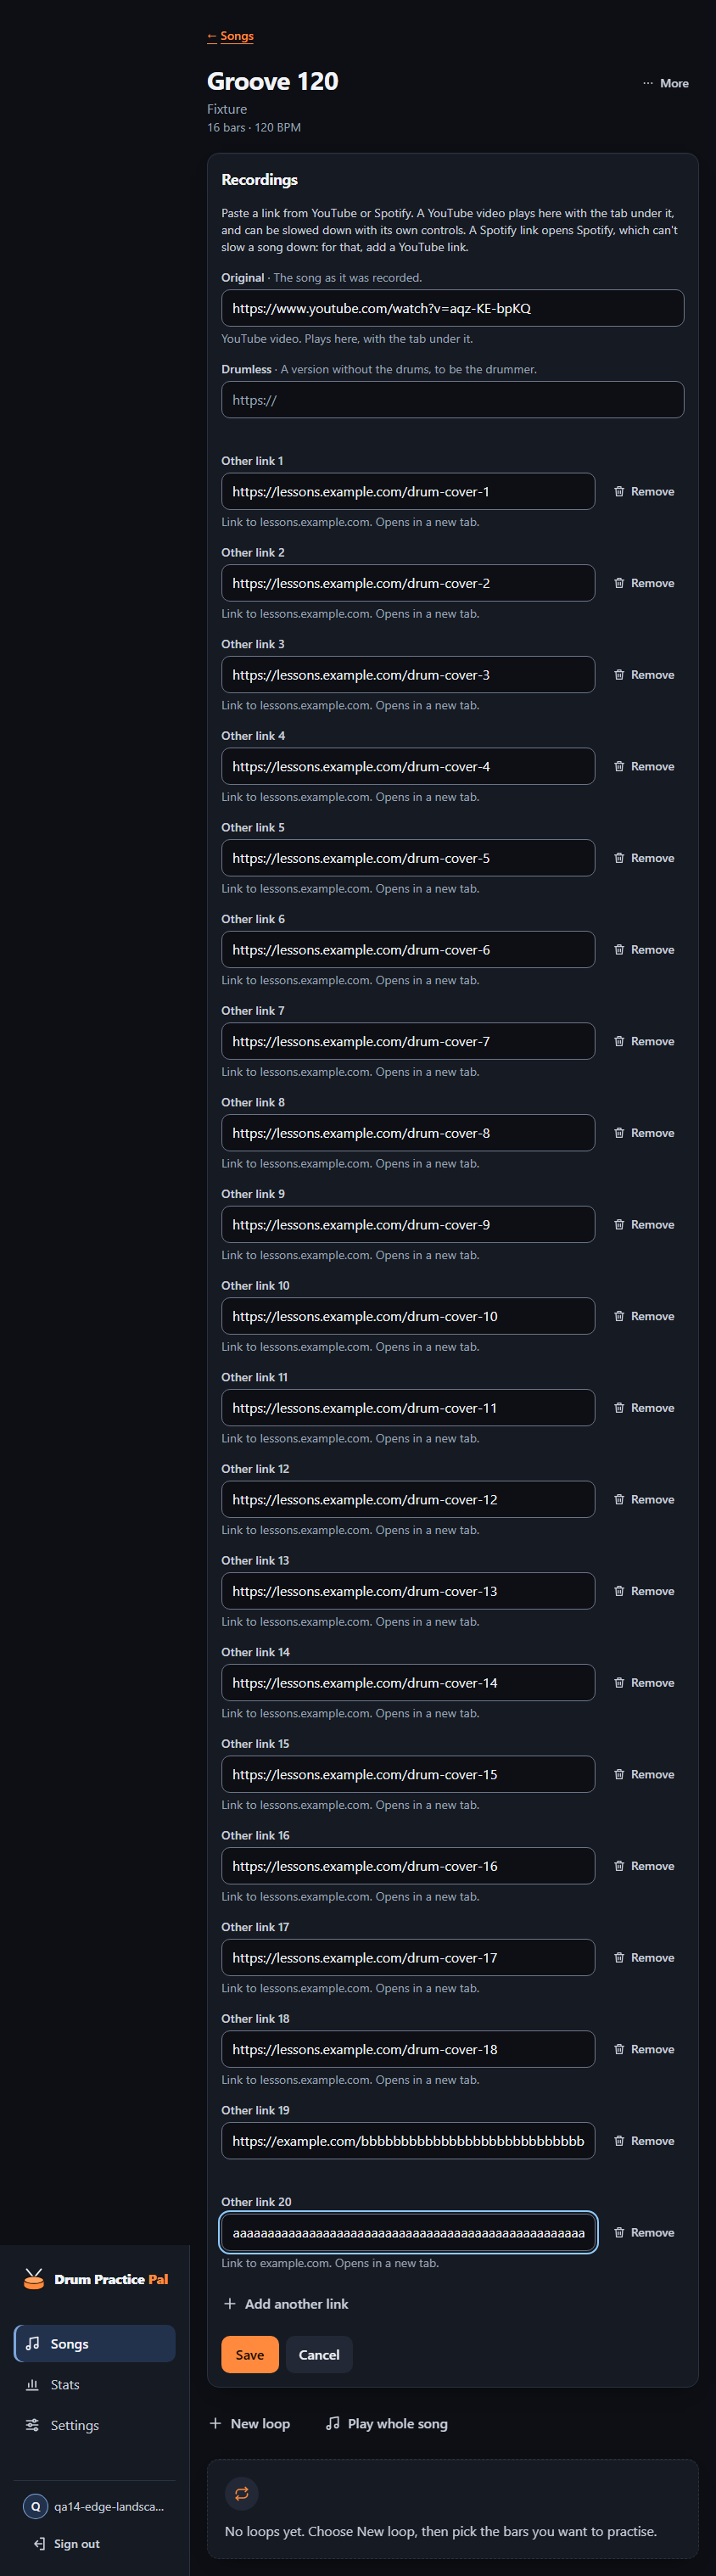 ← Songs
Groove 120
··· More
Fixture
16 bars · 120 BPM
Recordings
Paste a link from YouTube or Spotify. A YouTube video plays here with the tab under it,
and can be slowed down with its own controls. A Spotify link opens Spotify, which can't
slow a song down: for that, add a YouTube link.
Original · The song as it was recorded.
https://www.youtube.com/watch?v=aqz-KE-bpKQ
YouTube video. Plays here, with the tab under it.
Drumless · A version without the drums, to be the drummer.
https://
Other link 1
https://lessons.example.com/drum-cover-1
Remove
Link to lessons.example.com. Opens in a new tab.
Other link 2
https://lessons.example.com/drum-cover-2
Remove
Link to lessons.example.com. Opens in a new tab.
Other link 3
https://lessons.example.com/drum-cover-3
Remove
Link to lessons.example.com. Opens in a new tab.
Other link 4
https://lessons.example.com/drum-cover-4
Remove
Link to lessons.example.com. Opens in a new tab.
Other link 5
https://lessons.example.com/drum-cover-5
Remove
Link to lessons.example.com. Opens in a new tab.
Other link 6
https://lessons.example.com/drum-cover-6
Remove
Link to lessons.example.com. Opens in a new tab.
Other link 7
https://lessons.example.com/drum-cover-7
Remove
Link to lessons.example.com. Opens in a new tab.
Other link 8
https://lessons.example.com/drum-cover-8
Remove
Link to lessons.example.com. Opens in a new tab.
Other link 9
https://lessons.example.com/drum-cover-9
Remove
Link to lessons.example.com. Opens in a new tab.
Other link 10
https://lessons.example.com/drum-cover-10
Remove
Link to lessons.example.com. Opens in a new tab.
Other link 11
https://lessons.example.com/drum-cover-11
Remove
Link to lessons.example.com. Opens in a new tab.
Other link 12
https://lessons.example.com/drum-cover-12
Remove
Link to lessons.example.com. Opens in a new tab.
Other link 13
https://lessons.example.com/drum-cover-13
Remove
Link to lessons.example.com. Opens in a new tab.
Other link 14
https://lessons.example.com/drum-cover-14
Remove
Link to lessons.example.com. Opens in a new tab.
Other link 15
https://lessons.example.com/drum-cover-15
Remove
Link to lessons.example.com. Opens in a new tab.
Other link 16
https://lessons.example.com/drum-cover-16
Remove
Link to lessons.example.com. Opens in a new tab.
Other link 17
https://lessons.example.com/drum-cover-17
Remove
Link to lessons.example.com. Opens in a new tab.
Other link 18
https://lessons.example.com/drum-cover-18
Remove
Link to lessons.example.com. Opens in a new tab.
Other link 19
https://example.com/bbbbbbbbbbbbbbbbbbbbbbbbbbbb
Remove
Other link 20
aaaaaaaaaaaaaaaaaaaaaaaaaaaaaaaaaaaaaaaaaaaaaaaaaaa
Remove
Link to example.com. Opens in a new tab.
Add another link
Save
Cancel
New loop
Play whole song
No loops yet. Choose New loop, then pick the bars you want to practise.
Drum Practice Pal
Songs
Stats
Settings
Q
qa14-edge-landsca...
Sign out